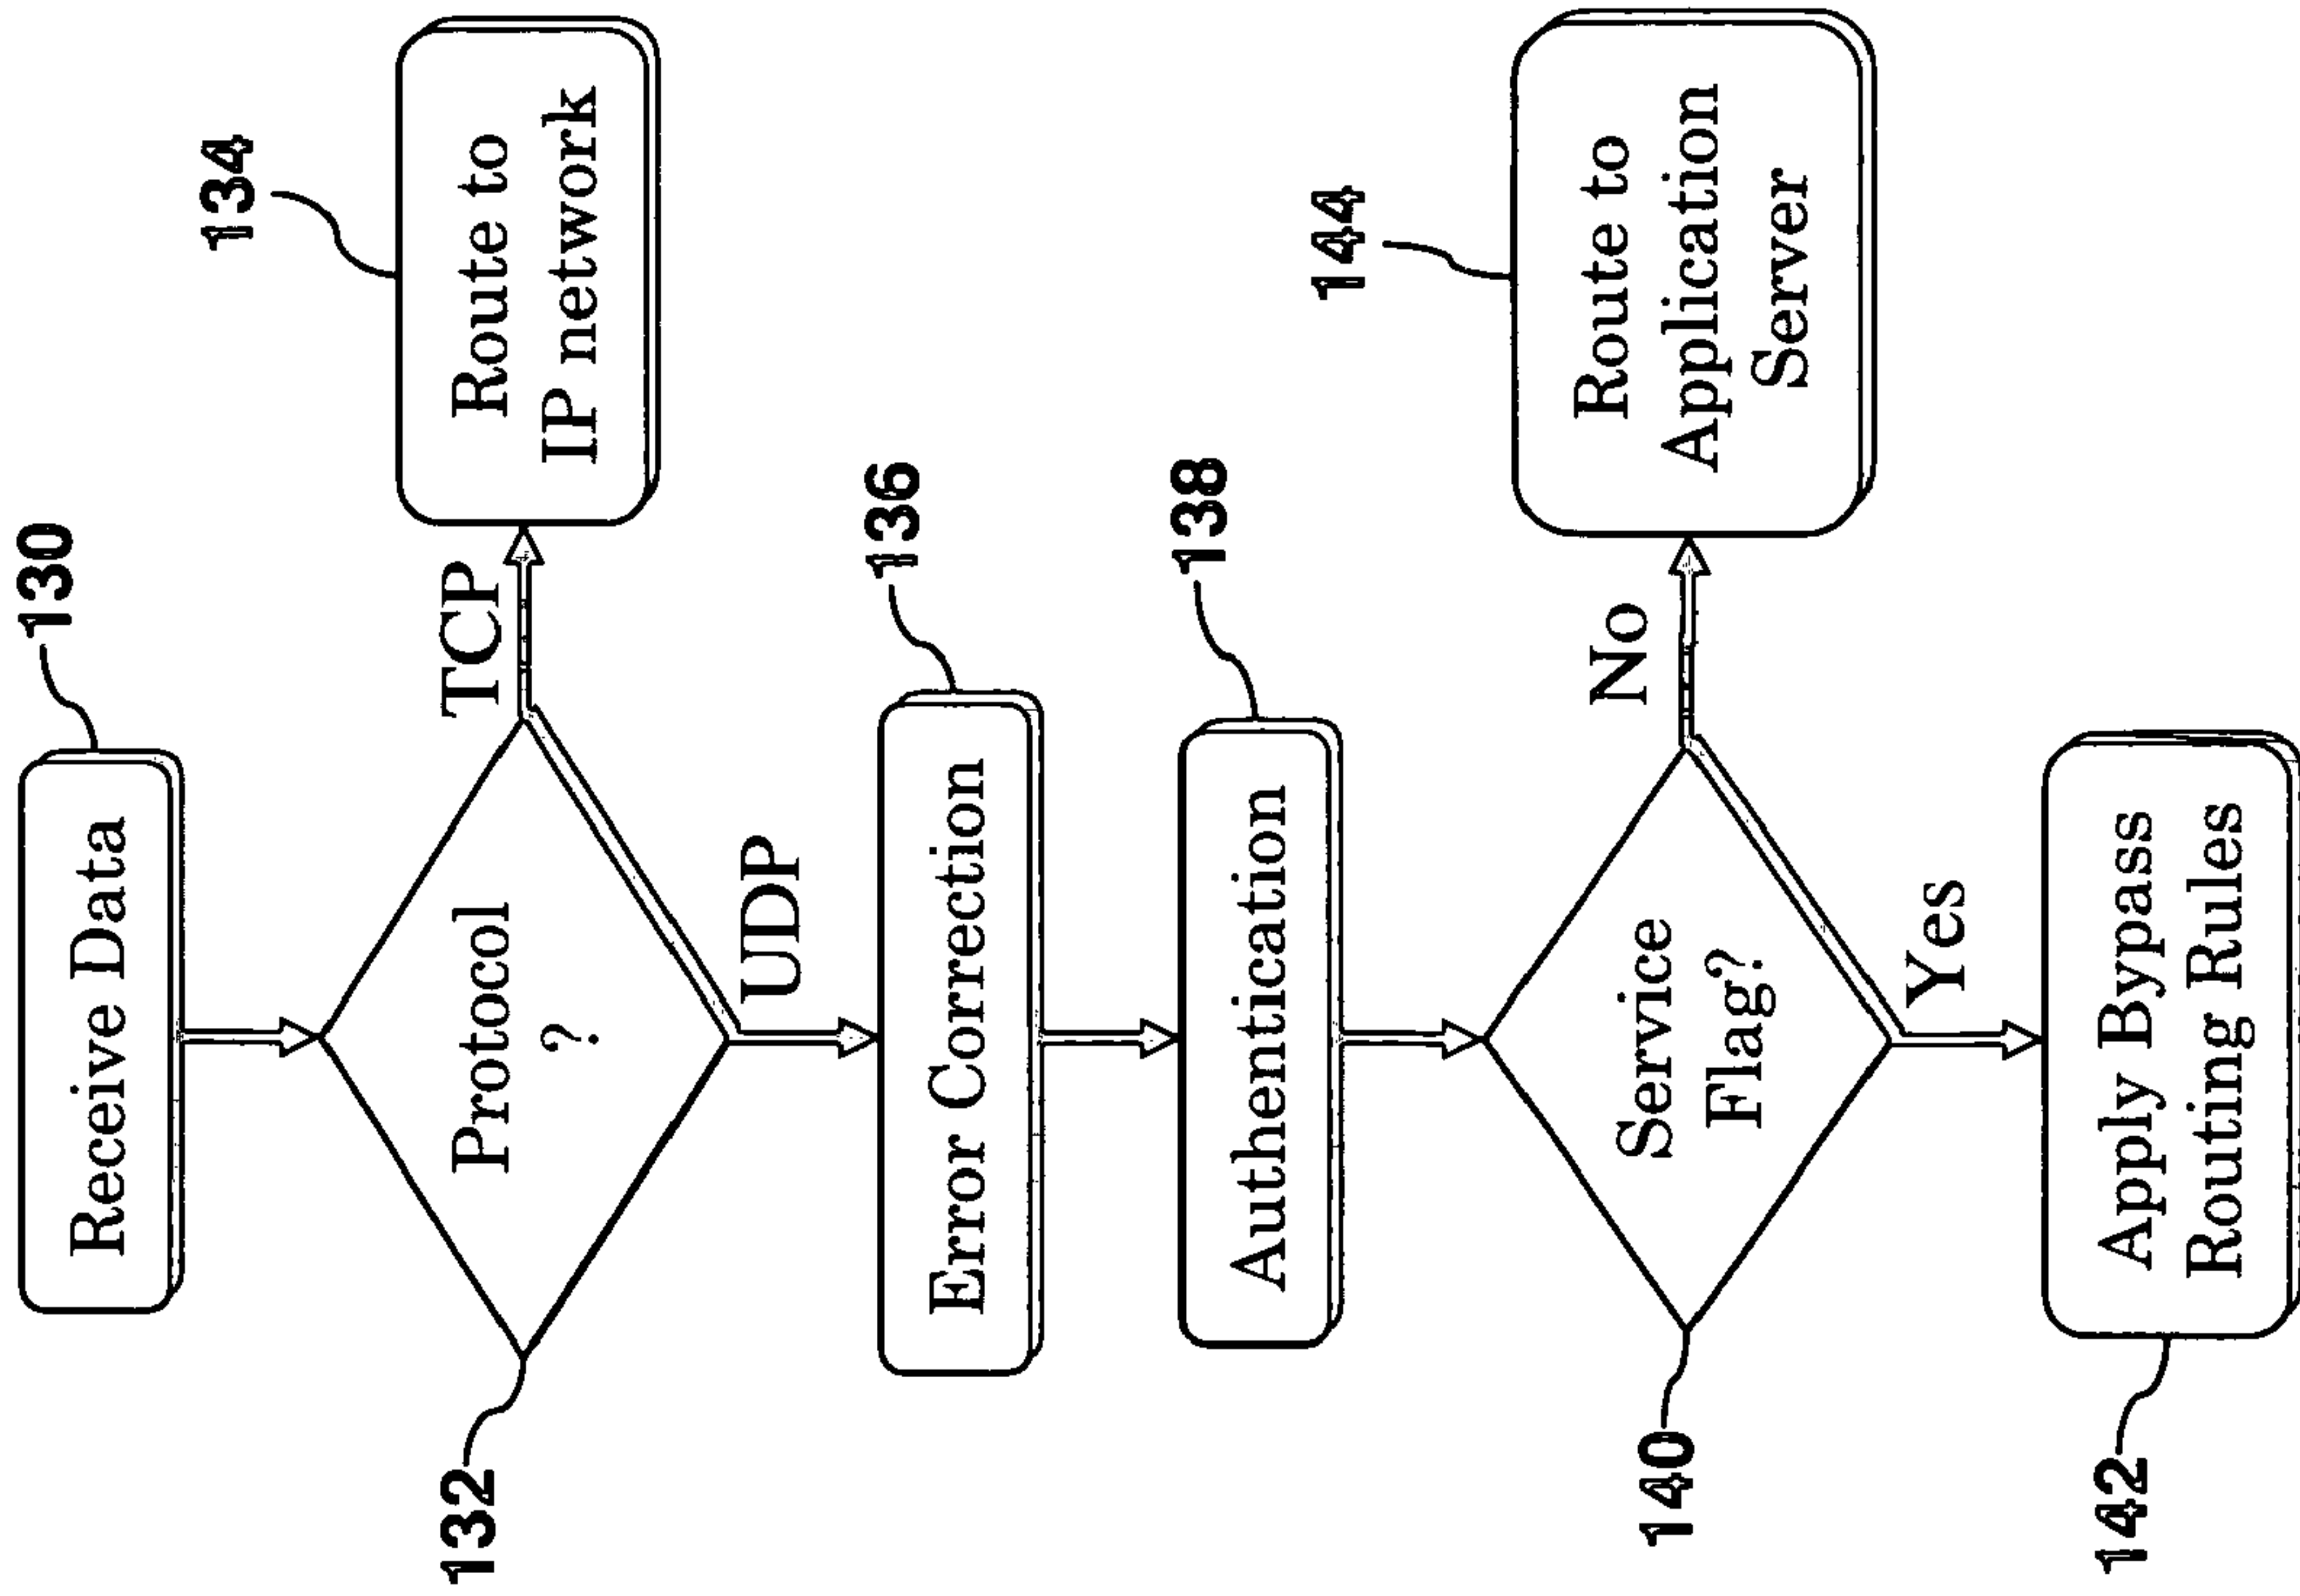 130
Receive Data
132
Protocol
?
TCP
134
Route to
IP network
UDP
136
Error Correction
138
Authentication
140
Service
Flag?
No
144
Route to
Application
Server
Yes
142
Apply Bypass
Routing Rules